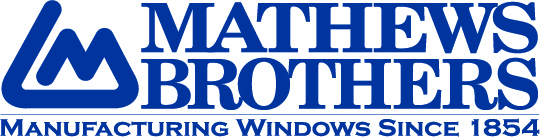 MATHEWS
BROTHERS
MANUFACTURING WINDOWS SINCE 1854